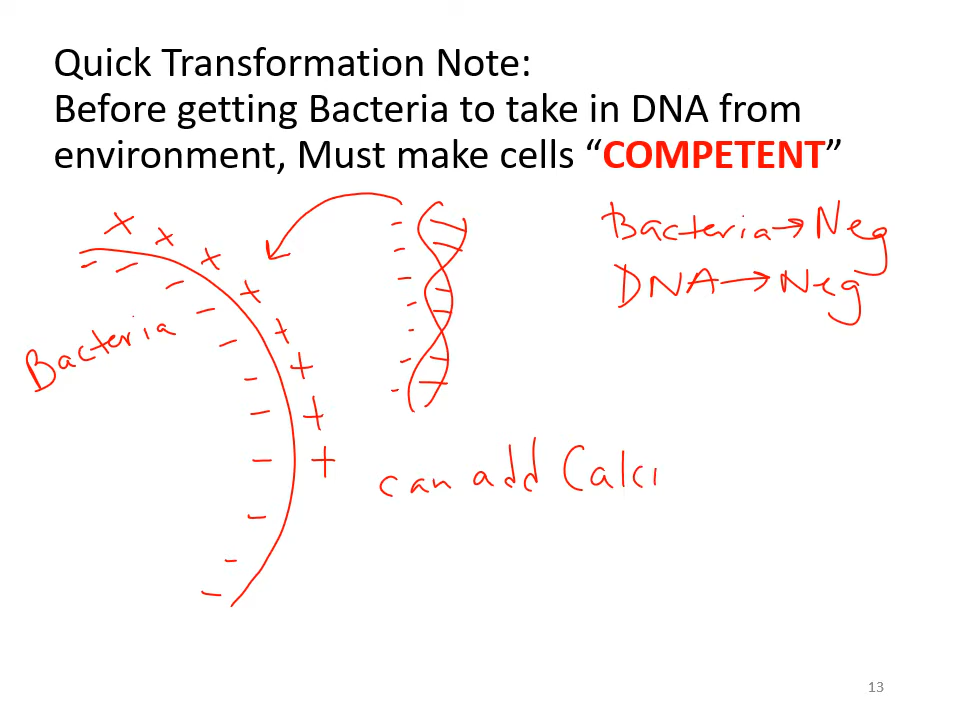 Quick Transformation Note:
Before getting Bacteria to take in DNA from
environment, Must make cells “COMPETENT”
Bacteria → Neg
DNA → Neg
Bacteria
can add Calci
13